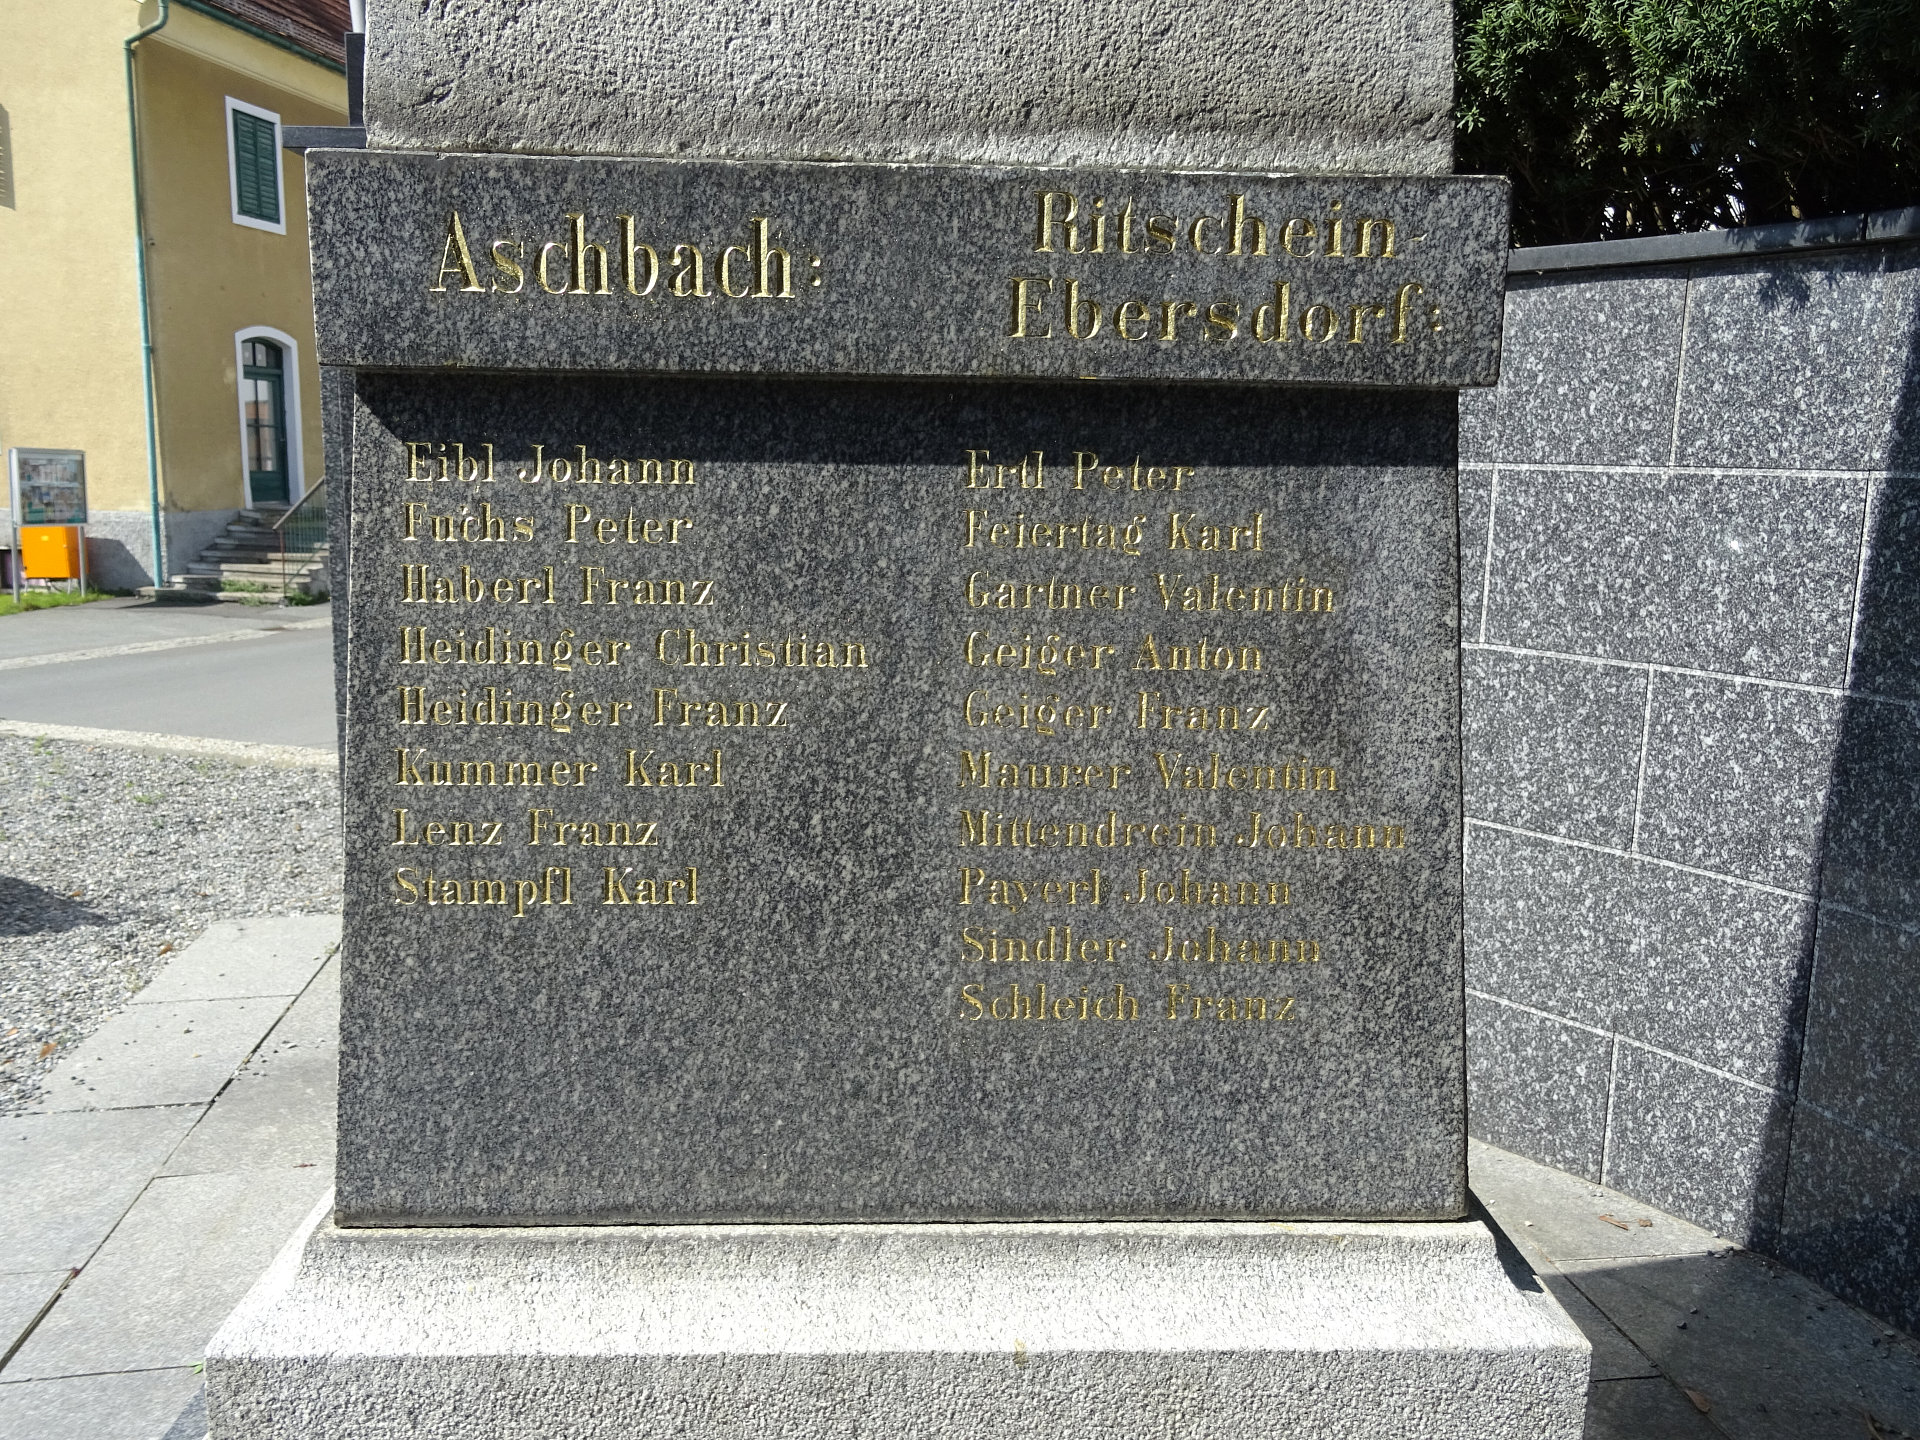 Aschbach:
Eibl Johann
Fuchs Peter
Haberl Franz
Heidinger Christian
Heidinger Franz
Kummer Karl
Lenz Franz
Stampfl Karl
Ritschein-
Ebersdorf:
Ertl Peter
Feiertag Karl
Gartner Valentin
Geiger Anton
Geiger Franz
Maurer Valentin
Mittendrein Johann
Payerl Johann
Sindler Johann
Schleich Franz